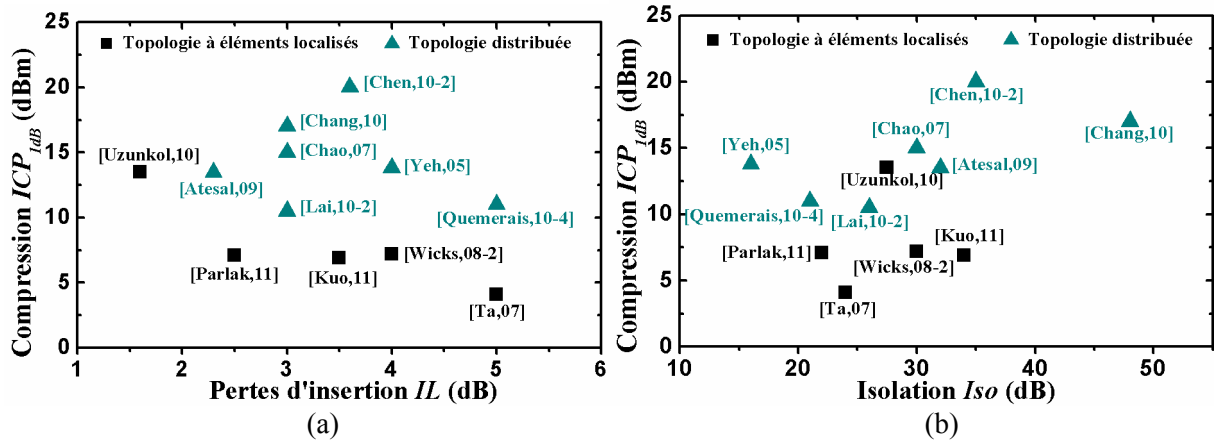 25
20
15
10
5
0
Compression ICP1dB (dBm)
Topologie à éléments localisés
Topologie distribuée
[Chen,10-2]
[Chang,10]
[Chao,07]
[Uzunkol,10]
[Yeh,05]
[Atesal,09]
[Lai,10-2]
[Quemerais,10-4]
[Wicks,08-2]
[Parlak,11]
[Kuo,11]
[Ta,07]
1 2 3 4 5 6
Pertes d'insertion IL (dB)
(a)
25
20
15
10
5
0
Compression ICP1dB (dBm)
Topologie à éléments localisés
Topologie distribuée
[Chen,10-2]
[Chang,10]
[Chao,07]
[Yeh,05]
[Atesal,09]
[Uzunkol,10]
[Quemerais,10-4]
[Lai,10-2]
[Kuo,11]
[Parlak,11]
[Wicks,08-2]
[Ta,07]
10 20 30 40 50
Isolation Iso (dB)
(b)